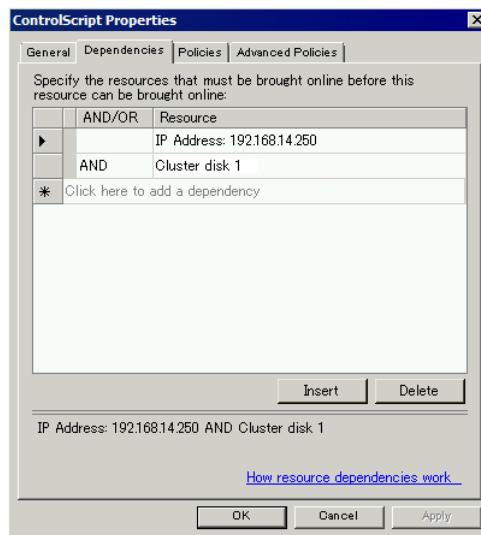 ControlScript Properties
General Dependencies Policies Advanced Policies
Specify the resources that must be brought online before this
resource can be brought online:
AND/OR Resource
IP Address: 192.168.14.250
AND Cluster disk 1
Click here to add a dependency
Insert Delete
IP Address: 192.168.14.250 AND Cluster disk 1
How resource dependencies work
OK Cancel Apply